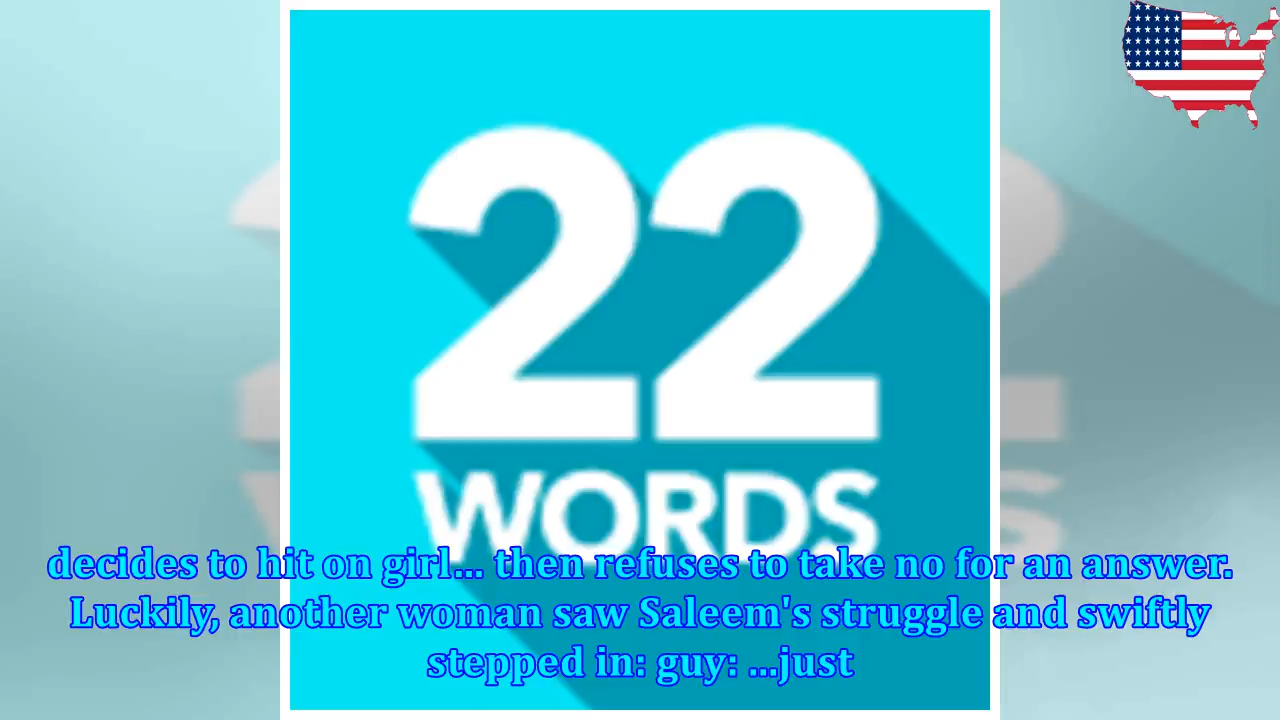 22
WORDS
decides to hit on girl... then refuses to take no for an answer.
Luckily, another woman saw Saleem's struggle and swiftly
stepped in: guy: ...just